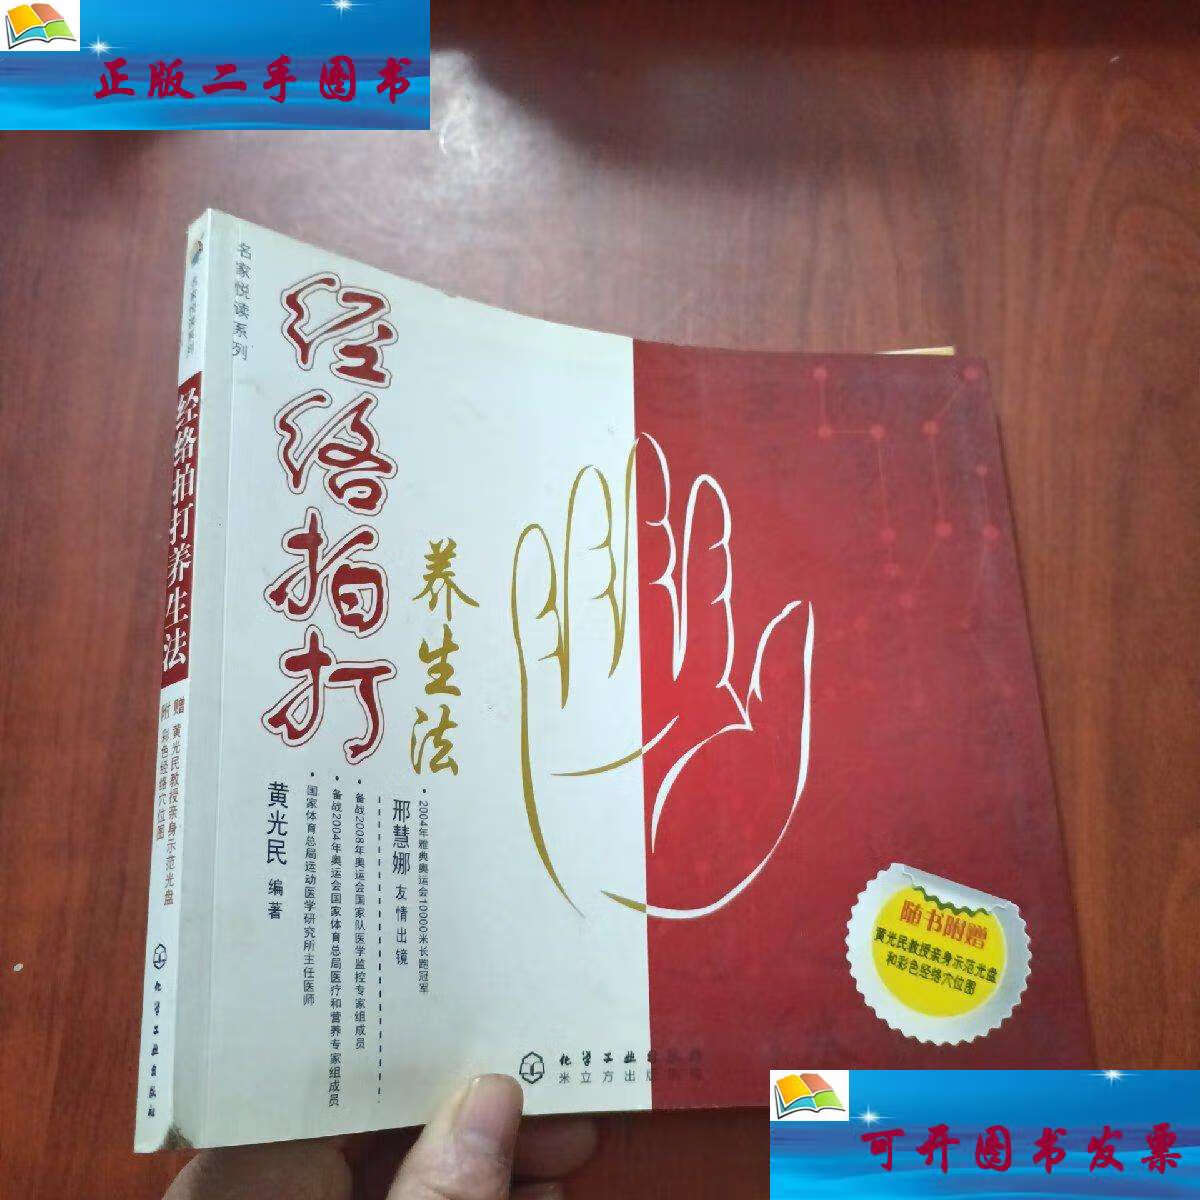 正版二手图书
名家悦读系列
经络拍打养生法
附赠
黄光民教授亲身示范光盘
彩色经络穴位图
化学工业出版社
名家悦读系列
经络拍打
养生法
·2004年雅典奥运会10000米长跑冠军
邢慧娜 友情出镜
·备战2008年奥运会国家队医学监控专家组成员
·备战2004年奥运会国家体育总局医疗和营养专家组成员
·国家体育总局运动医学研究所主任医师
黄光民 编著
随书附赠
黄光民教授亲身示范光盘
和彩色经络穴位图
化学工业
米立方出版
可开图书发票